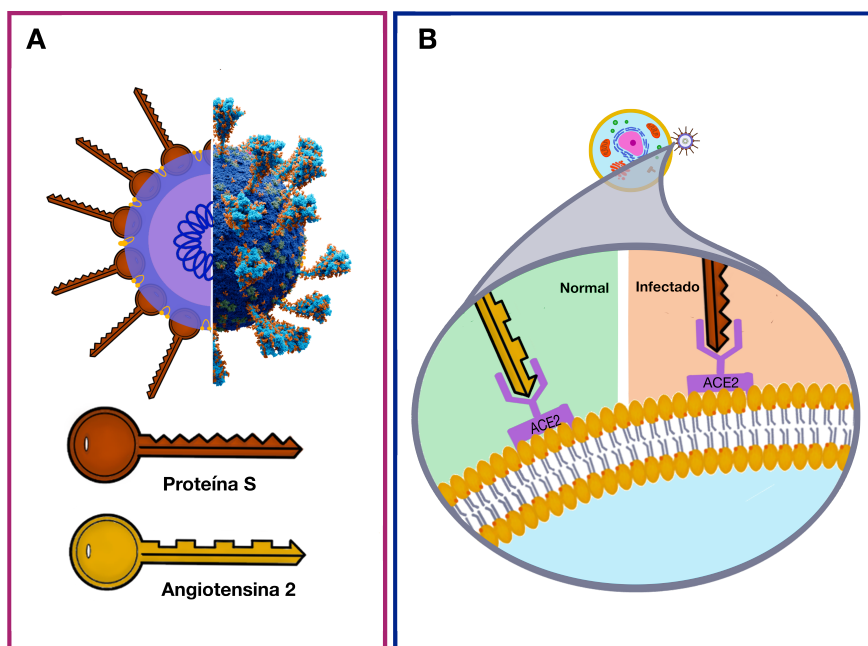 A
Proteína S
Angiotensina 2
B
Normal
Infectado
ACE2
ACE2